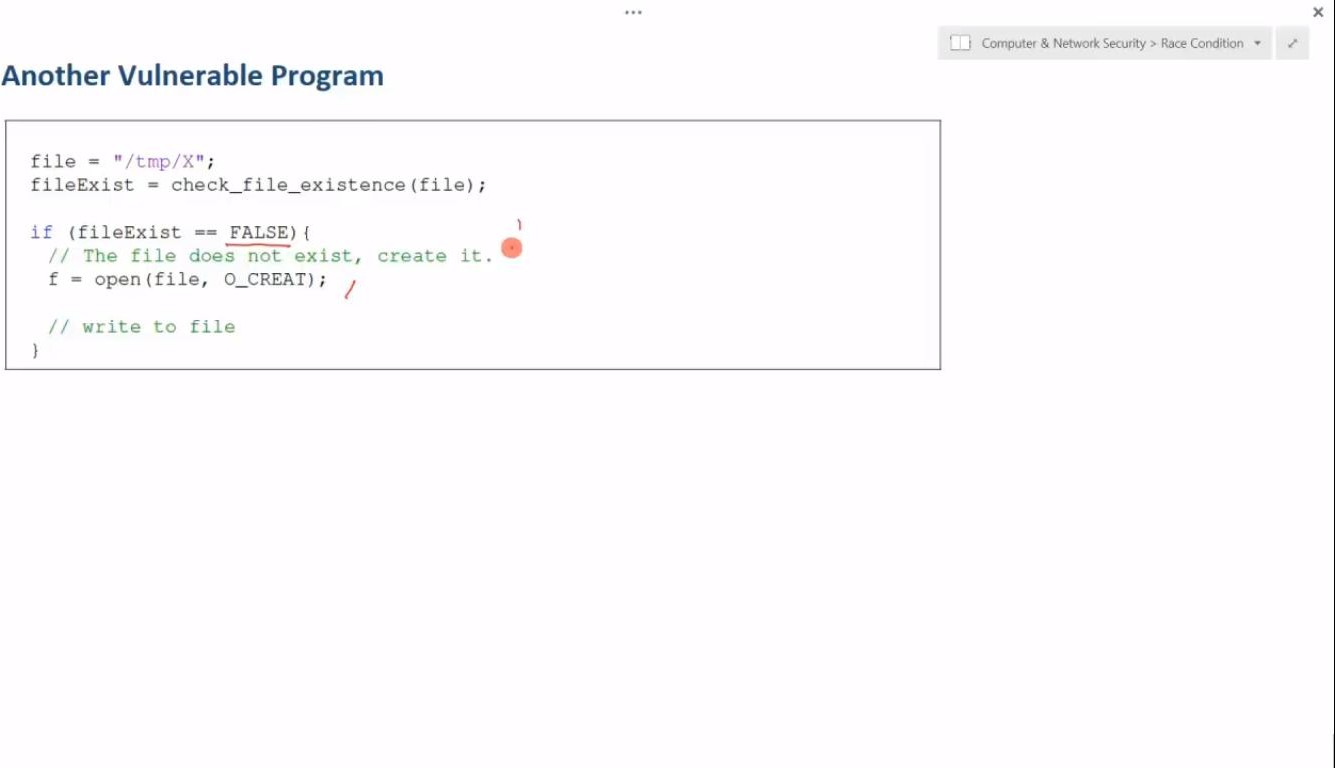 Computer & Network Security > Race Condition
Another Vulnerable Program
file = "/tmp/X";
fileExist = check_file_existence(file);
if (fileExist == FALSE){
// The file does not exist, create it.
f = open(file, O_CREAT);
// write to file
}